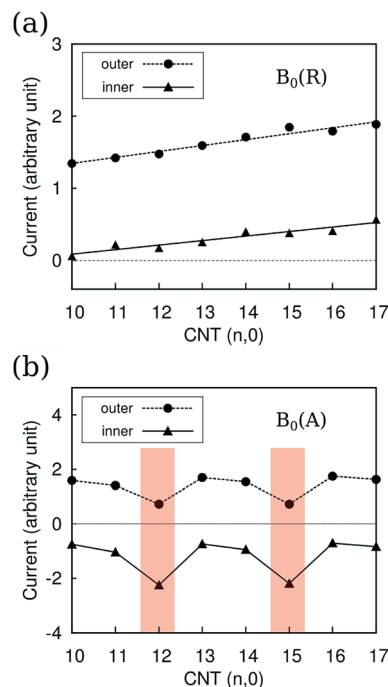 (a)
3
2
1
0
Current (arbitrary unit)
outer
inner
B₀(R)
10 11 12 13 14 15 16 17
CNT (n,0)
(b)
4
2
0
-2
-4
Current (arbitrary unit)
outer
inner
B₀(A)
10 11 12 13 14 15 16 17
CNT (n,0)